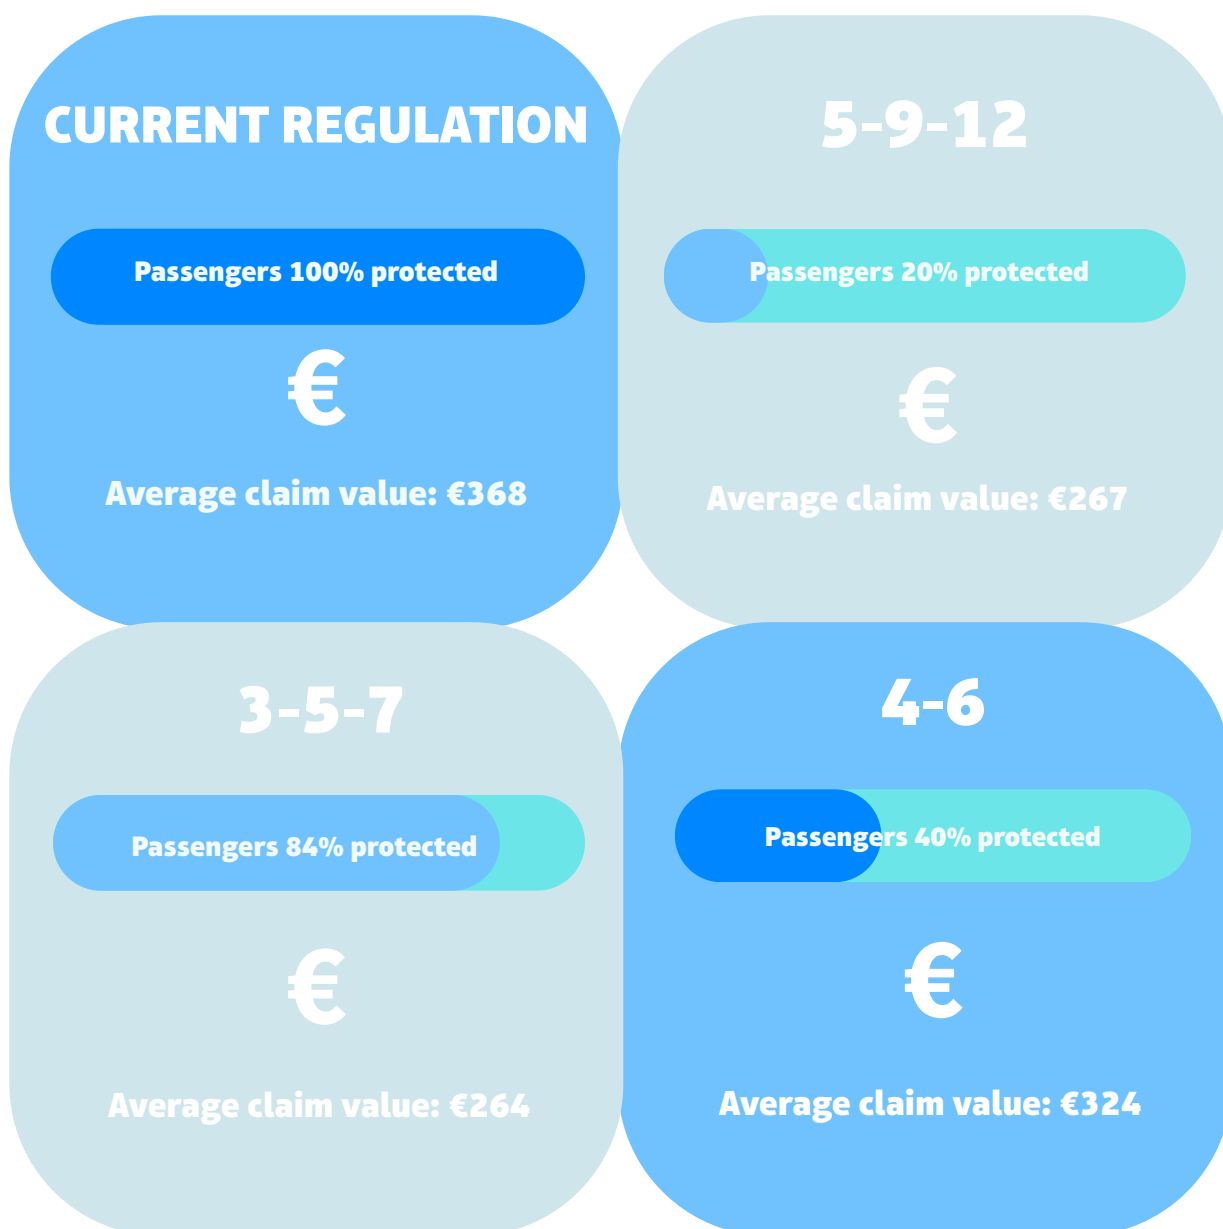 CURRENT REGULATION
Passengers 100% protected
€
Average claim value: €368
5-9-12
Passengers 20% protected
€
Average claim value: €267
3-5-7
Passengers 84% protected
€
Average claim value: €264
4-6
Passengers 40% protected
€
Average claim value: €324